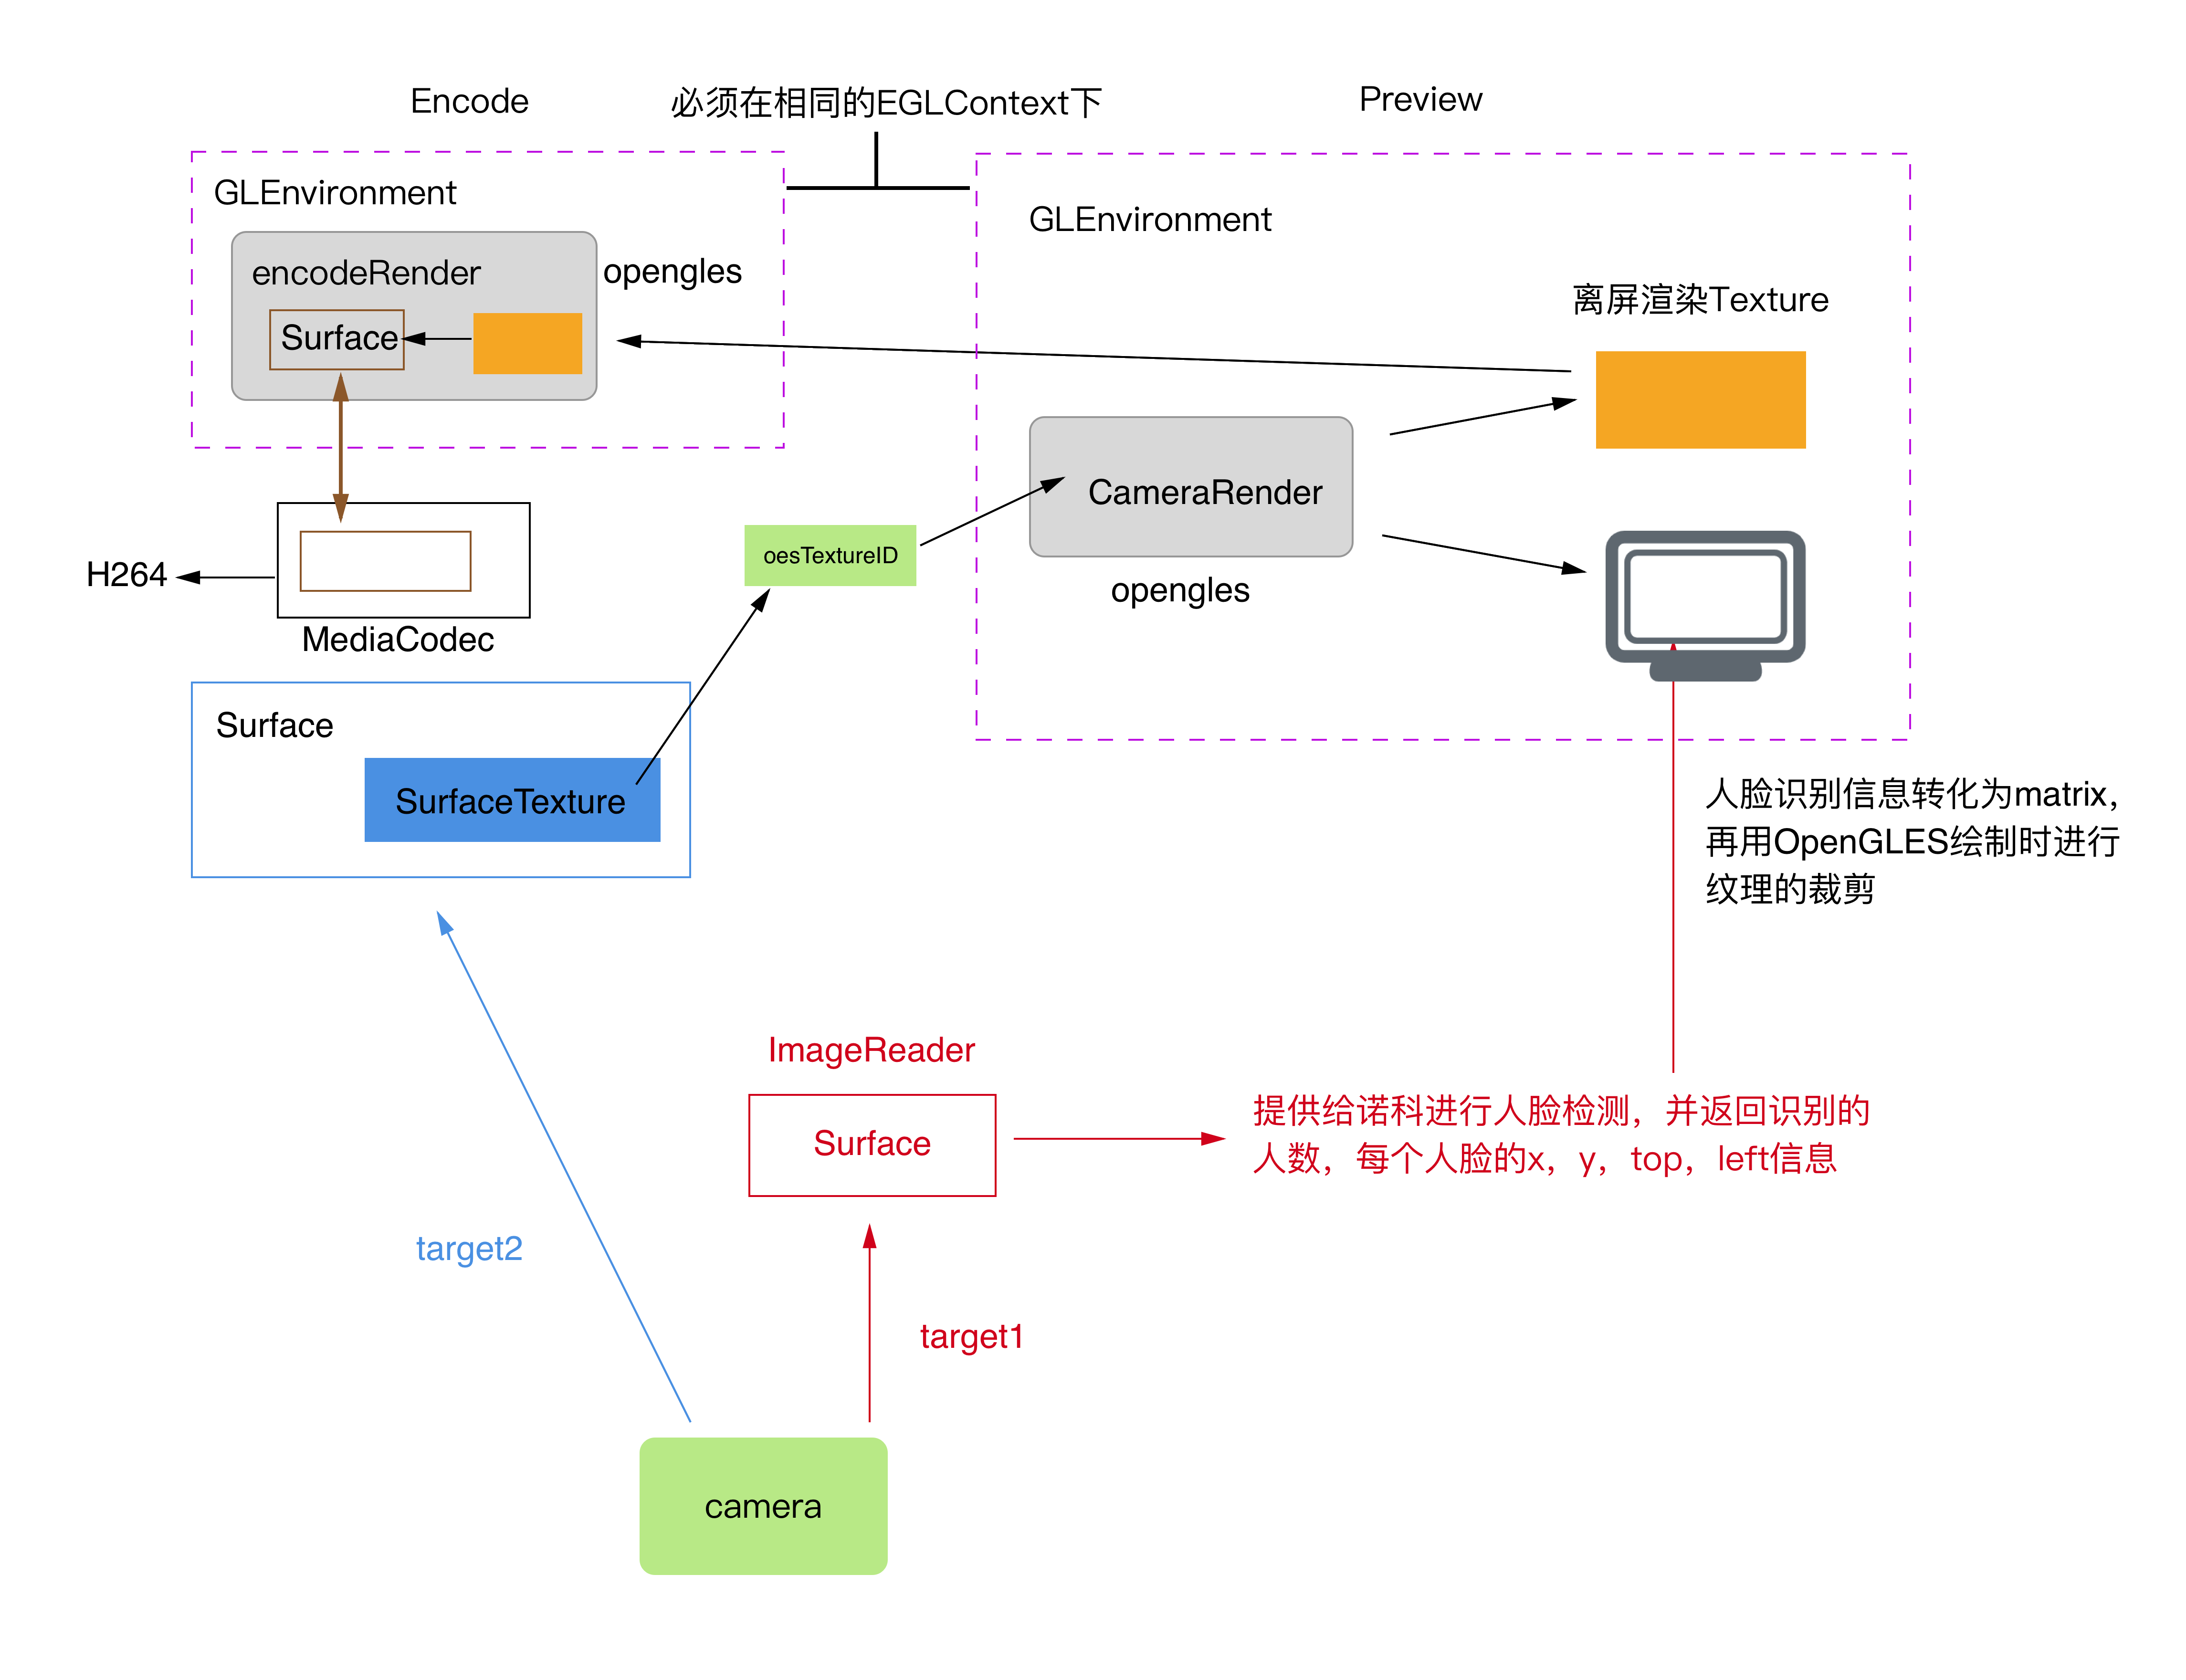 Encode
必须在相同的EGLContext下
Preview
GLEnvironment
encodeRender
opengles
Surface
GLEnvironment
离屏渲染Texture
CameraRender
opengles
oesTextureID
H264
MediaCodec
Surface
SurfaceTexture
人脸识别信息转化为matrix，
再用OpenGLES绘制时进行
纹理的裁剪
ImageReader
Surface
提供给诺科进行人脸检测，并返回识别的
人数，每个人脸的x，y，top，left信息
target2
target1
camera